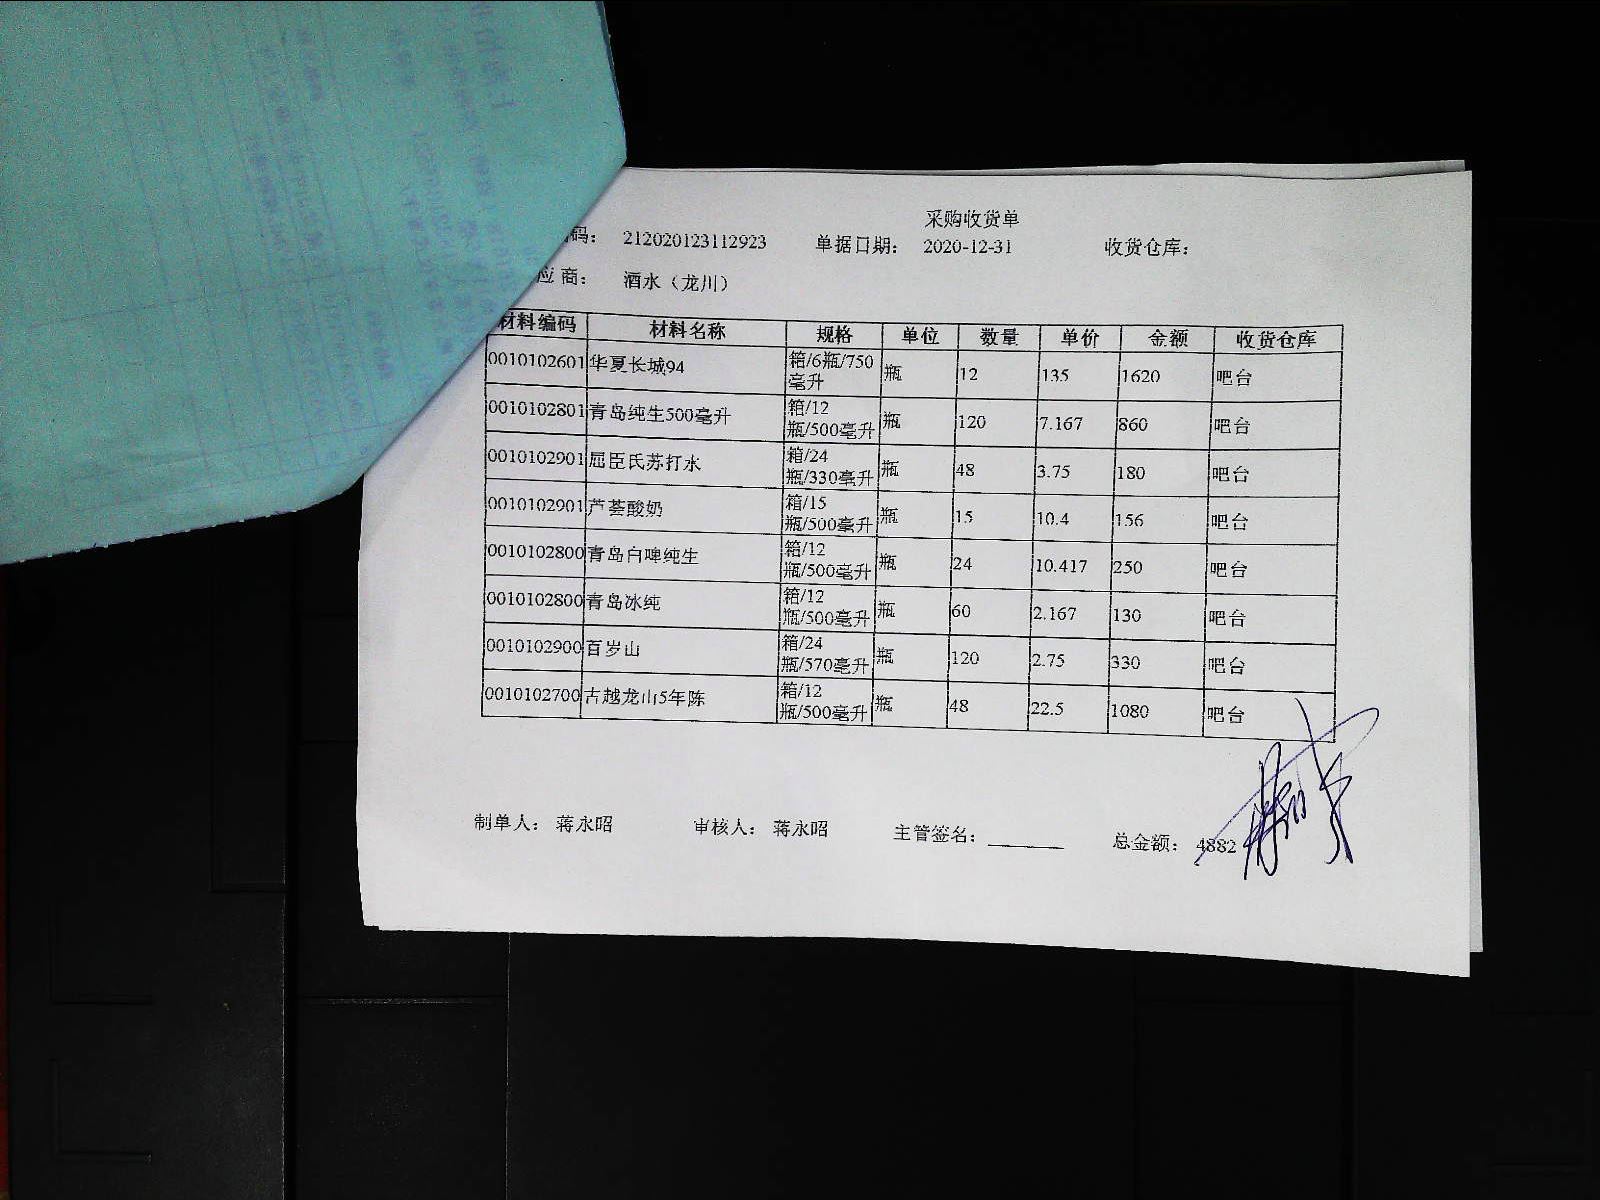 采购收货单
码： 212020123112923 单据日期： 2020-12-31 收货仓库：
应 商： 酒水（龙川）
材料编码 材料名称 规格 单位 数量 单价 金额 收货仓库
0010102601 华夏长城94 箱/6瓶/750毫升 瓶 12 135 1620 吧台
0010102801 青岛纯生500毫升 箱/12瓶/500毫升 瓶 120 7.167 860 吧台
0010102901 屈臣氏苏打水 箱/24瓶/330毫升 瓶 48 3.75 180 吧台
0010102901 芦荟酸奶 箱/15瓶/500毫升 瓶 15 10.4 156 吧台
0010102800 青岛白啤纯生 箱/12瓶/500毫升 瓶 24 10.417 250 吧台
0010102800 青岛冰纯 箱/12瓶/500毫升 瓶 60 2.167 130 吧台
0010102900 百岁山 箱/24瓶/570毫升 瓶 120 2.75 330 吧台
0010102700 古越龙山5年陈 箱/12瓶/500毫升 瓶 48 22.5 1080 吧台
制单人： 蒋永昭 审核人： 蒋永昭 主管签名： 总金额： 4882